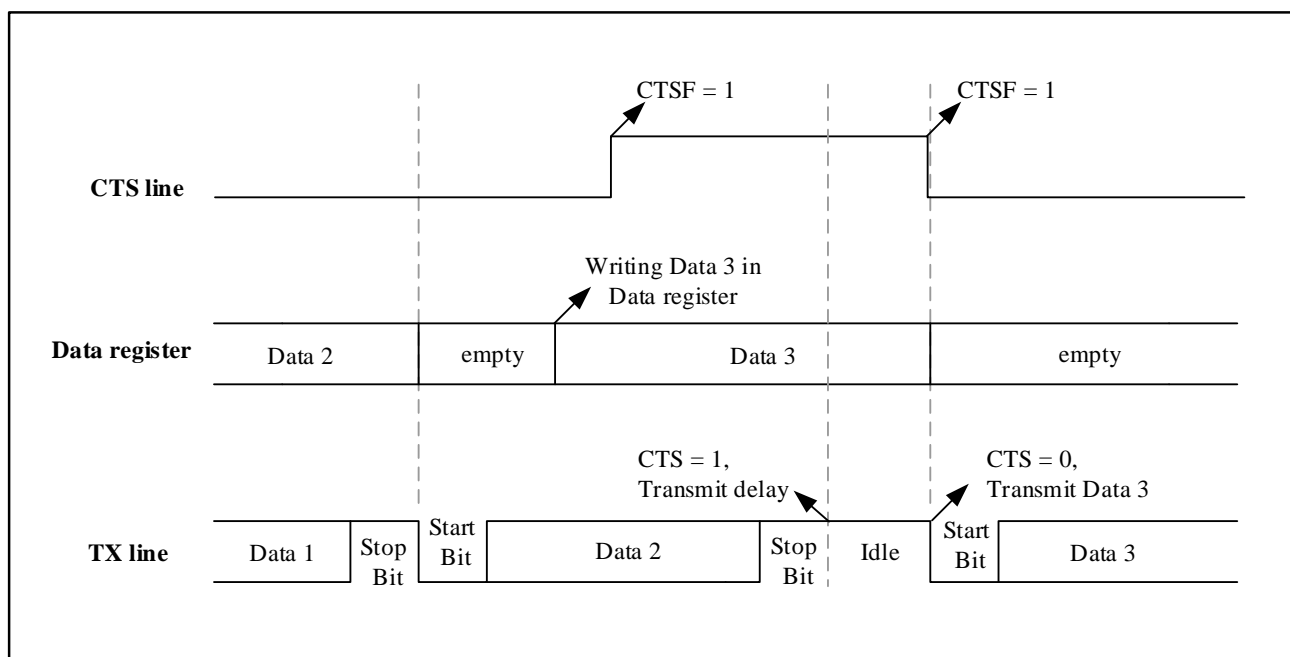 CTSF = 1
CTSF = 1
CTS line
Writing Data 3 in
Data register
Data register
Data 2
empty
Data 3
empty
CTS = 1,
Transmit delay
CTS = 0,
Transmit Data 3
TX line
Data 1
Stop
Bit
Start
Bit
Data 2
Stop
Bit
Idle
Start
Bit
Data 3